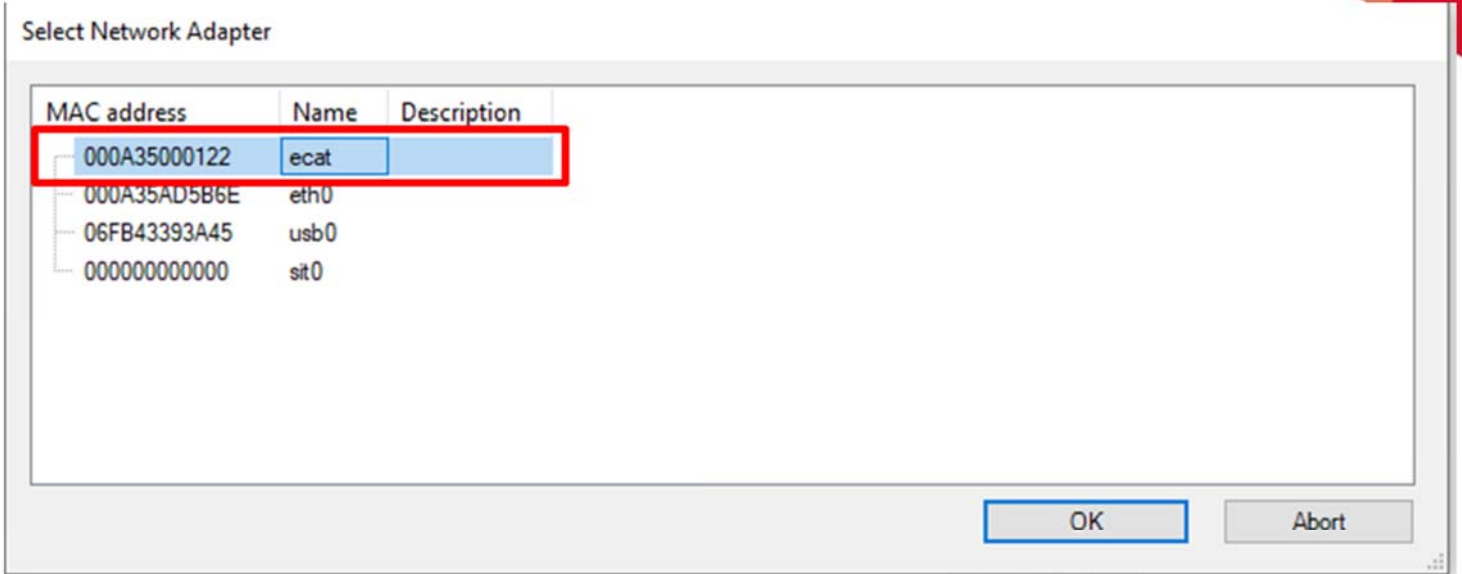 Select Network Adapter
MAC address Name Description
000A35000122 ecat
000A35AD5B6E eth0
06FB43393A45 usb0
000000000000 sit0
OK Abort